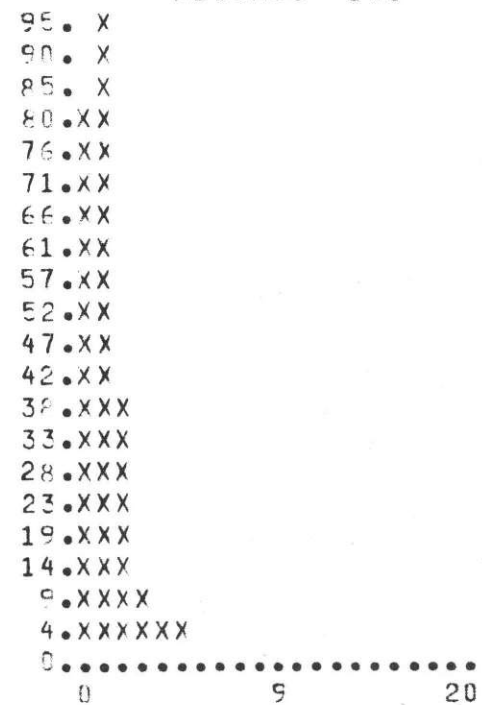 95. X
90. X
85. X
80.XX
76.XX
71.XX
66.XX
61.XX
57.XX
52.XX
47.XX
42.XX
38.XXX
33.XXX
28.XXX
23.XXX
19.XXX
14.XXX
9.XXXX
4.XXXXXX
0......................
0 9 20